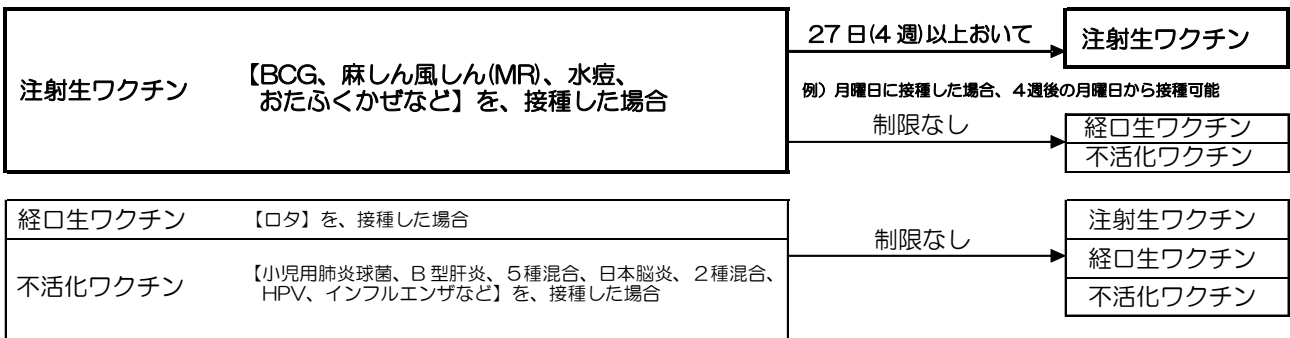 注射生ワクチン
【BCG、麻しん風しん(MR)、水痘、
おたふくかぜなど】を、接種した場合
27日(4週)以上おいて
注射生ワクチン
例）月曜日に接種した場合、4週後の月曜日から接種可能
制限なし
経口生ワクチン
不活化ワクチン
経口生ワクチン
【ロタ】を、接種した場合
不活化ワクチン
【小児用肺炎球菌、B型肝炎、5種混合、日本脳炎、2種混合、
HPV、インフルエンザなど】を、接種した場合
制限なし
注射生ワクチン
経口生ワクチン
不活化ワクチン